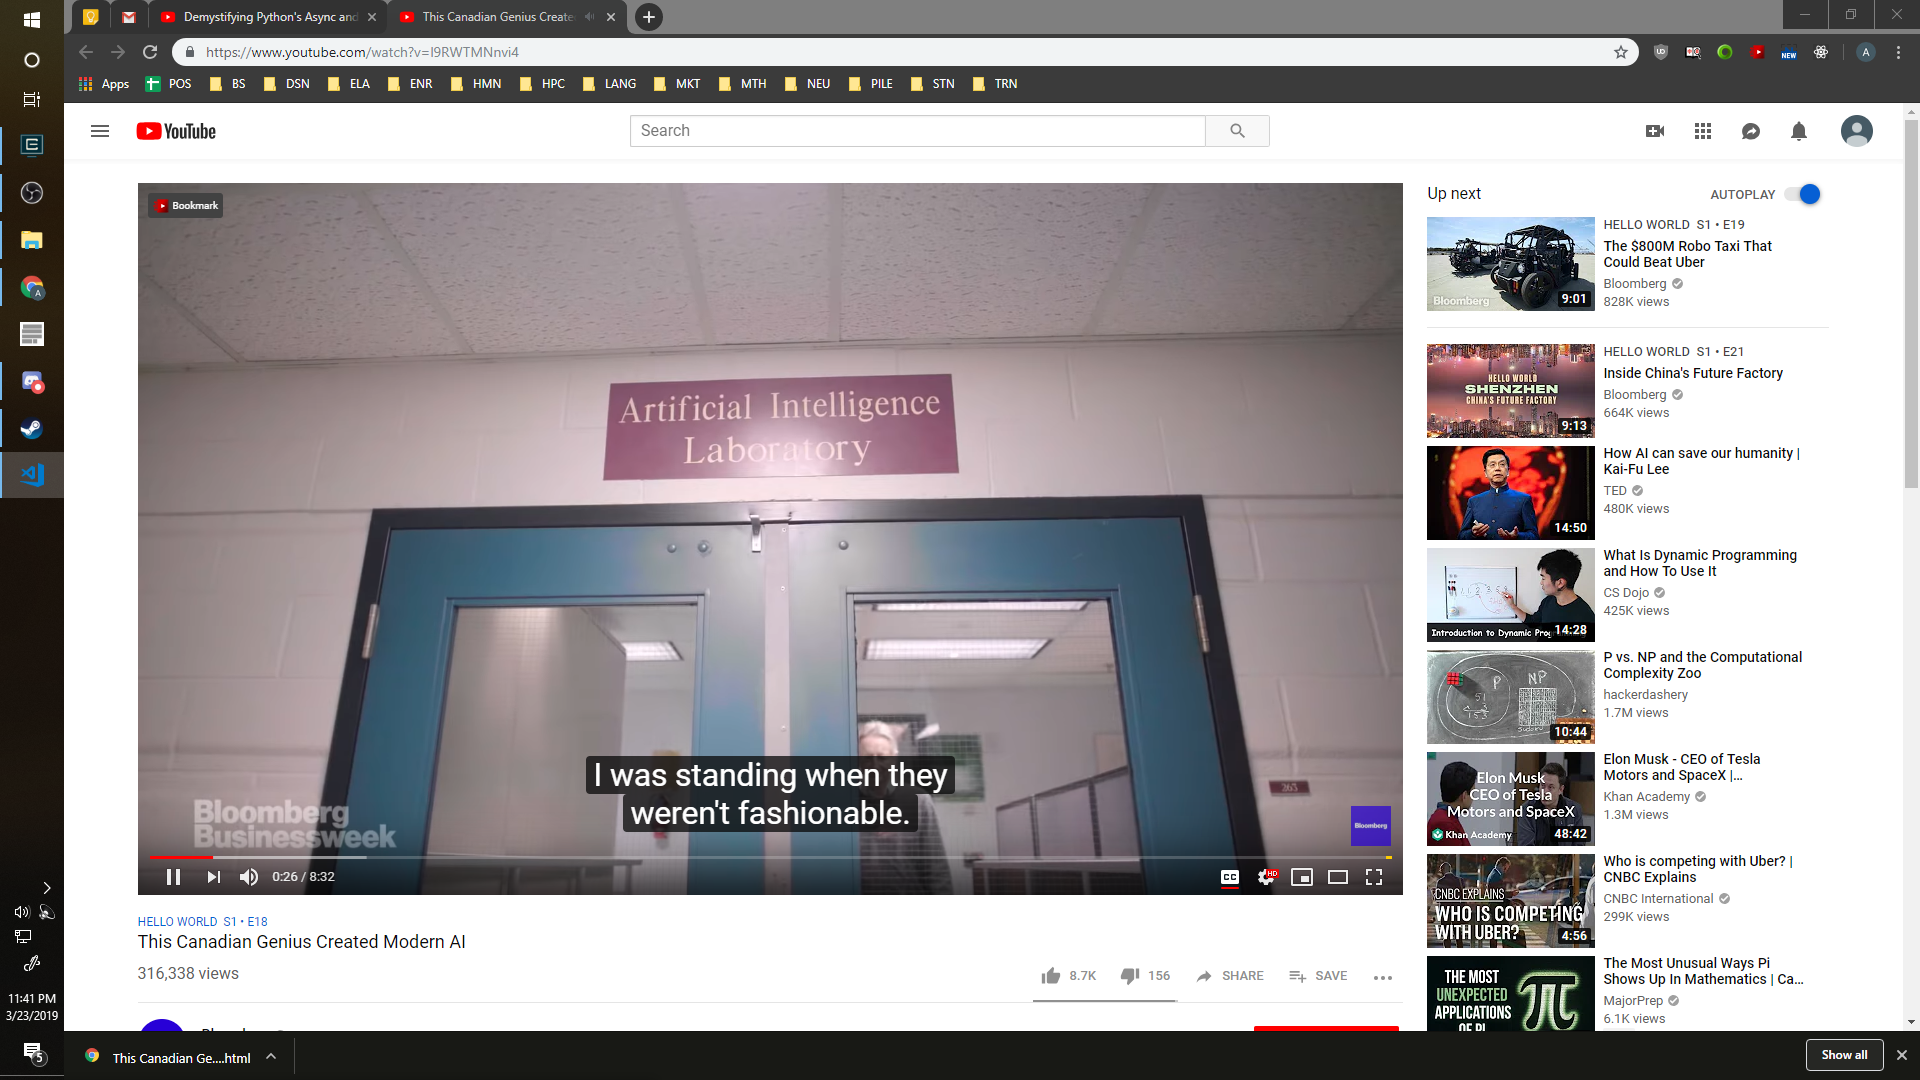 Demystifying Python's Async and
This Canadian Genius Create
https://www.youtube.com/watch?v=I9RWTMNnvi4
Apps
POS
BS
DSN
ELA
ENR
HMN
HPC
LANG
MKT
MTH
NEU
PILE
STN
TRN
YouTube
Search
Bookmark
Artificial Intelligence
Laboratory
263
I was standing when they
weren't fashionable.
Bloomberg
Businessweek
Bloomberg
0:26 / 8:32
CC
HD
HELLO WORLD S1 • E18
This Canadian Genius Created Modern AI
316,338 views
8.7K
156
SHARE
SAVE
Up next
AUTOPLAY
Bloomberg
9:01
HELLO WORLD S1 • E19
The $800M Robo Taxi That
Could Beat Uber
Bloomberg
828K views
HELLO WORLD
SHENZHEN
CHINA'S FUTURE FACTORY
9:13
HELLO WORLD S1 • E21
Inside China's Future Factory
Bloomberg
664K views
14:50
How AI can save our humanity |
Kai-Fu Lee
TED
480K views
Introduction to Dynamic Prog
14:28
What Is Dynamic Programming
and How To Use It
CS Dojo
425K views
P
NP
Sudoku
10:44
P vs. NP and the Computational
Complexity Zoo
hackerdashery
1.7M views
Elon Musk
CEO of Tesla
Motors and SpaceX
Khan Academy
48:42
Elon Musk - CEO of Tesla
Motors and SpaceX |...
Khan Academy
1.3M views
CNBC EXPLAINS
WHO IS COMPETING
WITH UBER?
4:56
Who is competing with Uber? |
CNBC Explains
CNBC International
299K views
THE MOST
UNEXPECTED
APPLICATIONS
OF PI
π
The Most Unusual Ways Pi
Shows Up In Mathematics | Ca...
MajorPrep
6.1K views
11:41 PM
3/23/2019
5
This Canadian Ge....html
Show all